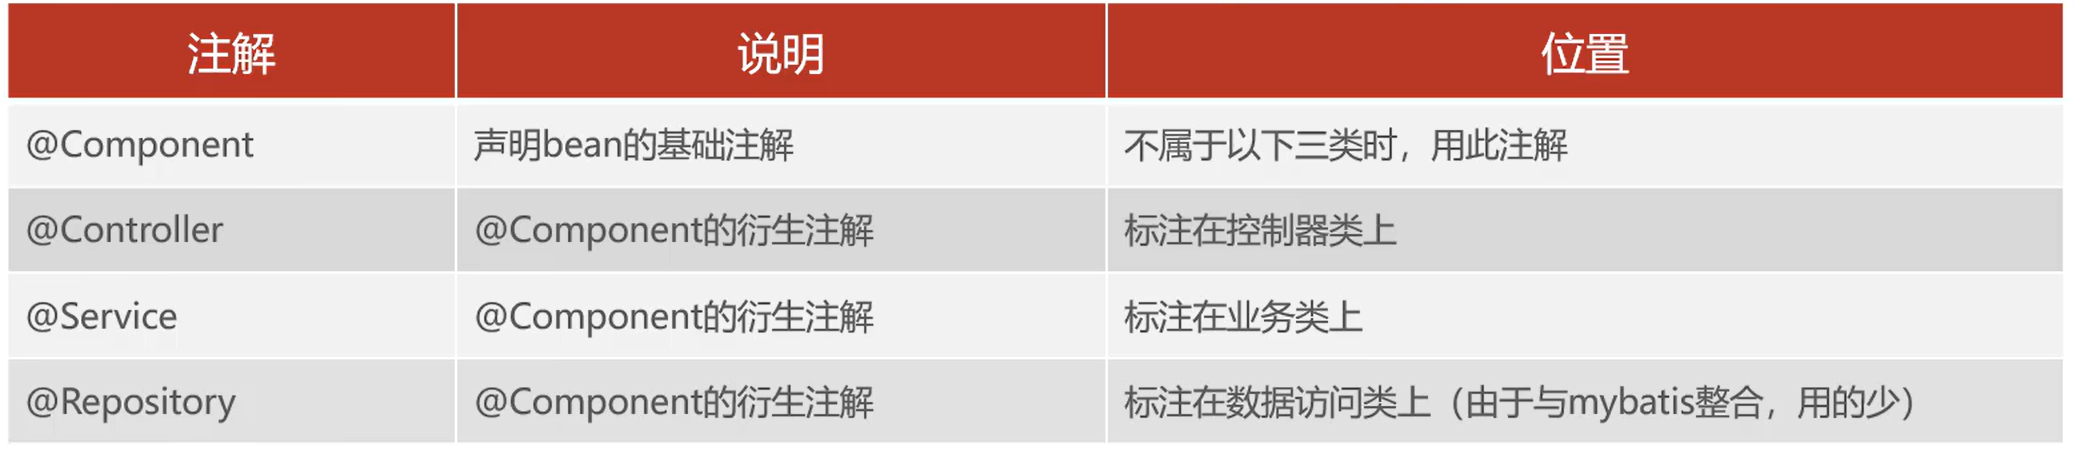 注解 说明 位置
@Component 声明bean的基础注解 不属于以下三类时，用此注解
@Controller @Component的衍生注解 标注在控制器类上
@Service @Component的衍生注解 标注在业务类上
@Repository @Component的衍生注解 标注在数据访问类上（由于与mybatis整合，用的少）